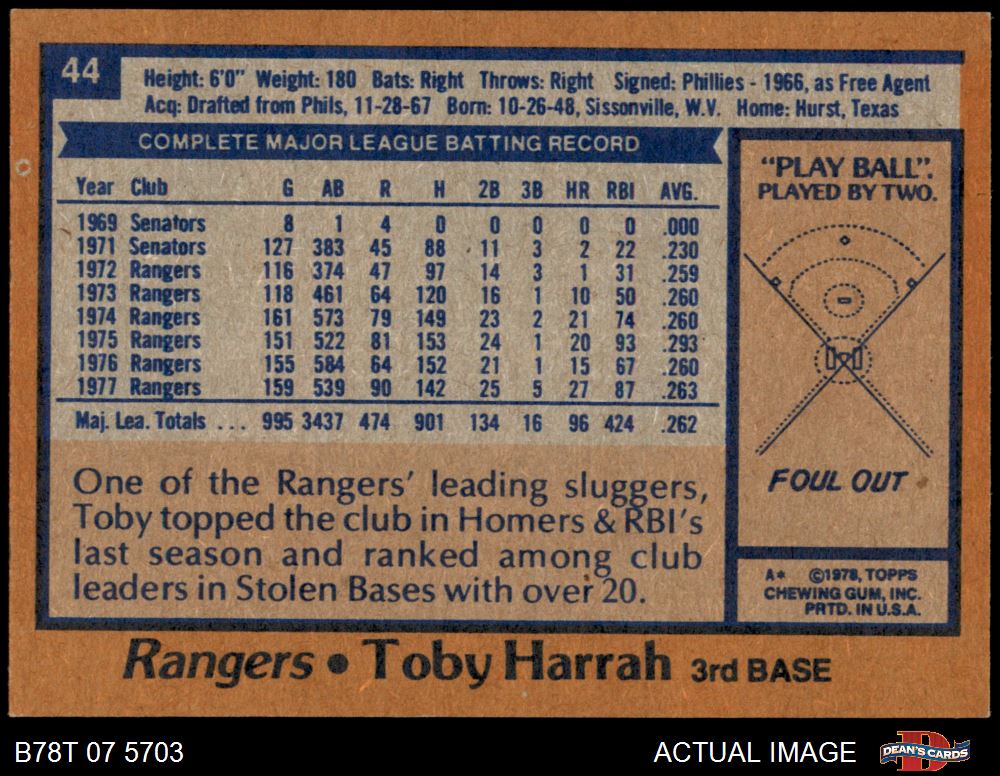 44
Height: 6'0" Weight: 180 Bats: Right Throws: Right Signed: Phillies - 1966, as Free Agent
Acq: Drafted from Phils, 11-28-67 Born: 10-26-48, Sissonville, W.V. Home: Hurst, Texas
COMPLETE MAJOR LEAGUE BATTING RECORD
Year Club G AB R H 2B 3B HR RBI AVG.
1969 Senators 8 1 4 0 0 0 0 0 .000
1971 Senators 127 383 45 88 11 3 2 22 .230
1972 Rangers 116 374 47 97 14 3 1 31 .259
1973 Rangers 118 461 64 120 16 1 10 50 .260
1974 Rangers 161 573 79 149 23 2 21 74 .260
1975 Rangers 151 522 81 153 24 1 20 93 .293
1976 Rangers 155 584 64 152 21 1 15 67 .260
1977 Rangers 159 539 90 142 25 5 27 87 .263
Maj. Lea. Totals ... 995 3437 474 901 134 16 96 424 .262
"PLAY BALL".
PLAYED BY TWO.
FOUL OUT
One of the Rangers' leading sluggers,
Toby topped the club in Homers & RBI's
last season and ranked among club
leaders in Stolen Bases with over 20.
A* ©1978, TOPPS
CHEWING GUM, INC.
PRTD. IN U.S.A.
Rangers • Toby Harrah 3rd BASE
B78T 07 5703
ACTUAL IMAGE
DEAN'S CARDS